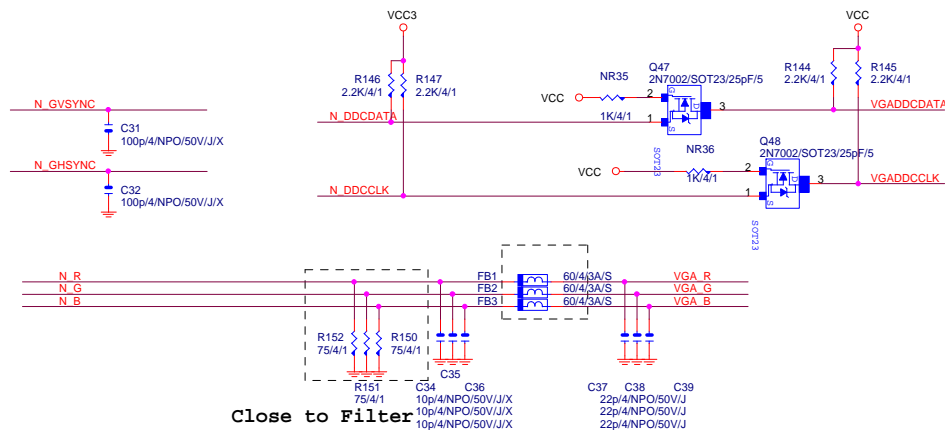 VCC3
VCC
R146
2.2K/4/1
R147
2.2K/4/1
NR35
Q47
2N7002/SOT23/25pF/5
R144
2.2K/4/1
R145
2.2K/4/1
N_GVSYNC
C31
100p/4/NPO/50V/J/X
VCC
1K/4/1
2
G
D
S
3
1
N_DDCDATA
VGADDCDATA
SOT23
N_GHSYNC
C32
100p/4/NPO/50V/J/X
VCC
NR36
1K/4/1
Q48
2N7002/SOT23/25pF/5
2
G
D
S
3
1
N_DDCCLK
VGADDCCLK
SOT23
N_R
FB1
60/4/3A/S
VGA_R
N_G
FB2
60/4/3A/S
VGA_G
N_B
FB3
60/4/3A/S
VGA_B
R152
75/4/1
R150
75/4/1
R151
75/4/1
C35
C34
C36
10p/4/NPO/50V/J/X
10p/4/NPO/50V/J/X
10p/4/NPO/50V/J/X
C37
C38
C39
22p/4/NPO/50V/J
22p/4/NPO/50V/J
22p/4/NPO/50V/J
Close to Filter